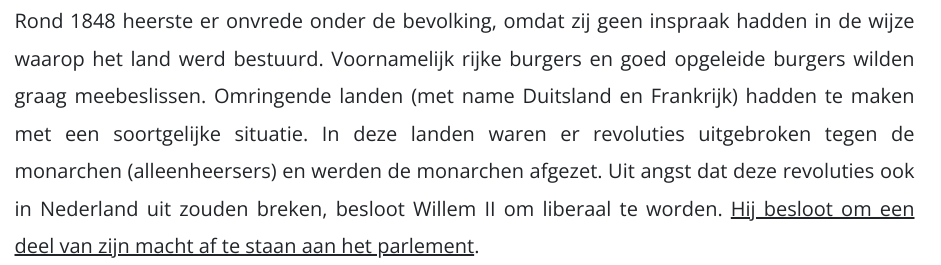 Rond 1848 heerste er onvrede onder de bevolking, omdat zij geen inspraak hadden in de wijze
waarop het land werd bestuurd. Voornamelijk rijke burgers en goed opgeleide burgers wilden
graag meebeslissen. Omringende landen (met name Duitsland en Frankrijk) hadden te maken
met een soortgelijke situatie. In deze landen waren er revoluties uitgebroken tegen de
monarchen (alleenheersers) en werden de monarchen afgezet. Uit angst dat deze revoluties ook
in Nederland uit zouden breken, besloot Willem II om liberaal te worden. Hij besloot om een
deel van zijn macht af te staan aan het parlement.